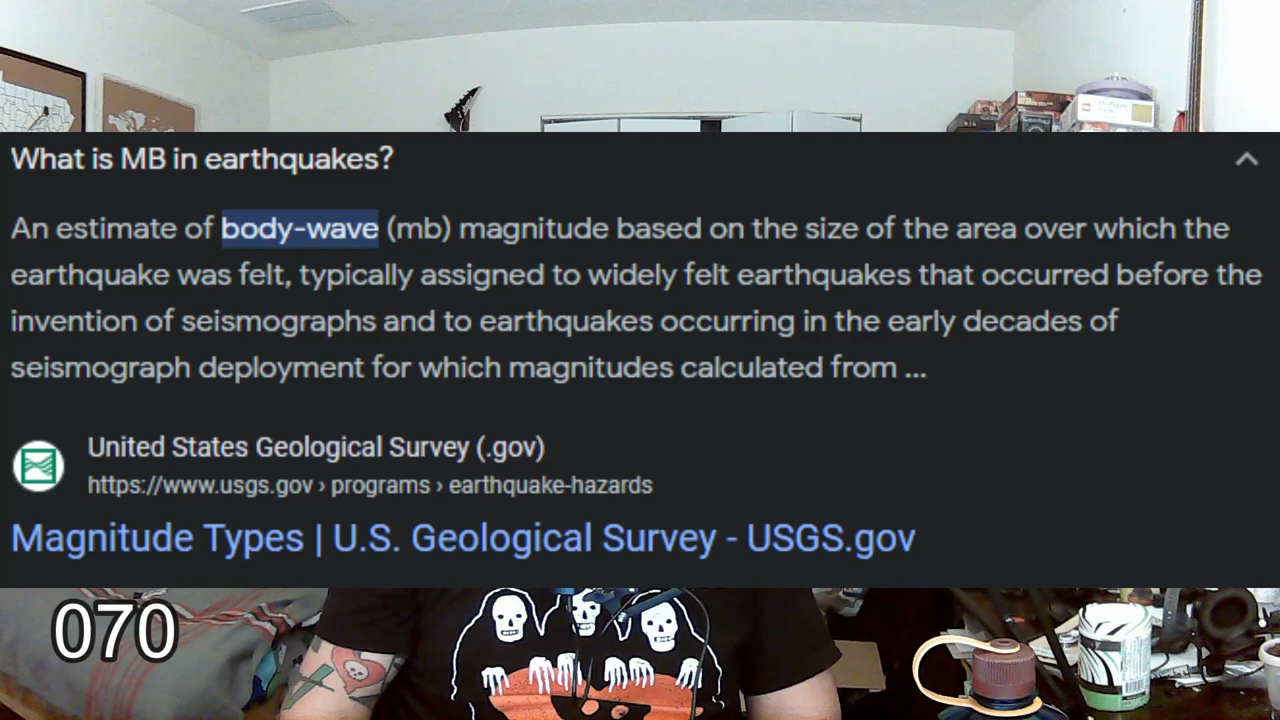 What is MB in earthquakes?
An estimate of body-wave (mb) magnitude based on the size of the area over which the
earthquake was felt, typically assigned to widely felt earthquakes that occurred before the
invention of seismographs and to earthquakes occurring in the early decades of
seismograph deployment for which magnitudes calculated from ...
United States Geological Survey (.gov)
https://www.usgs.gov › programs › earthquake-hazards
Magnitude Types | U.S. Geological Survey - USGS.gov
070